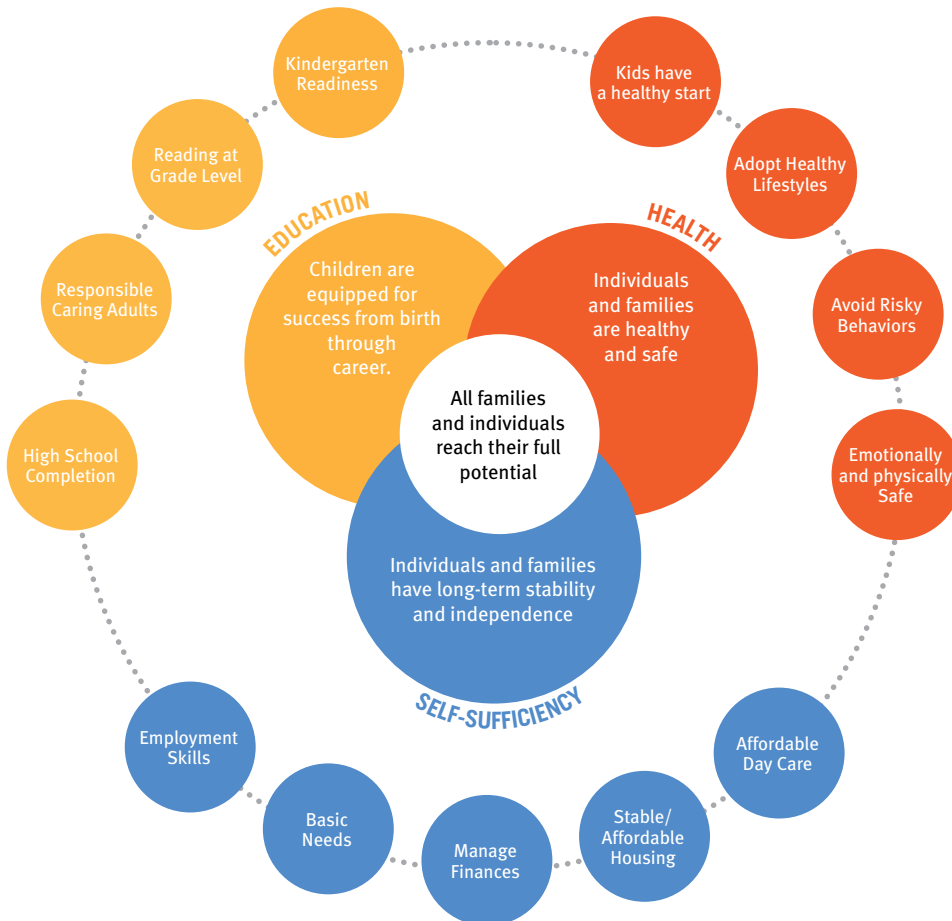 Kindergarten
Readiness
Reading at
Grade Level
Responsible
Caring Adults
High School
Completion
EDUCATION
Children are
equipped for
success from birth
through
career.
Kids have
a healthy start
Adopt Healthy
Lifestyles
Avoid Risky
Behaviors
Emotionally
and physically
Safe
HEALTH
Individuals
and families
are healthy
and safe
All families
and individuals
reach their full
potential
Individuals and families
have long-term stability
and independence
SELF-SUFFICIENCY
Employment
Skills
Basic
Needs
Manage
Finances
Stable/
Affordable
Housing
Affordable
Day Care